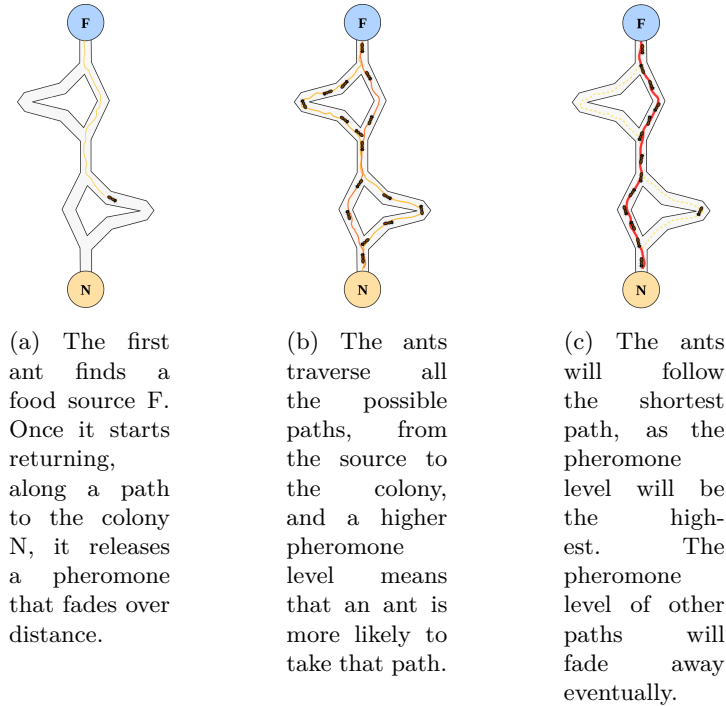 F
N
(a) The first
ant finds a
food source F.
Once it starts
returning,
along a path
to the colony
N, it releases
a pheromone
that fades over
distance.
F
N
(b) The ants
traverse all
the possible
paths, from
the source to
the colony,
and a higher
pheromone
level means
that an ant is
more likely to
take that path.
F
N
(c) The ants
will follow
the shortest
path, as the
pheromone
level will be
the high-
est. The
pheromone
level of other
paths will
fade away
eventually.